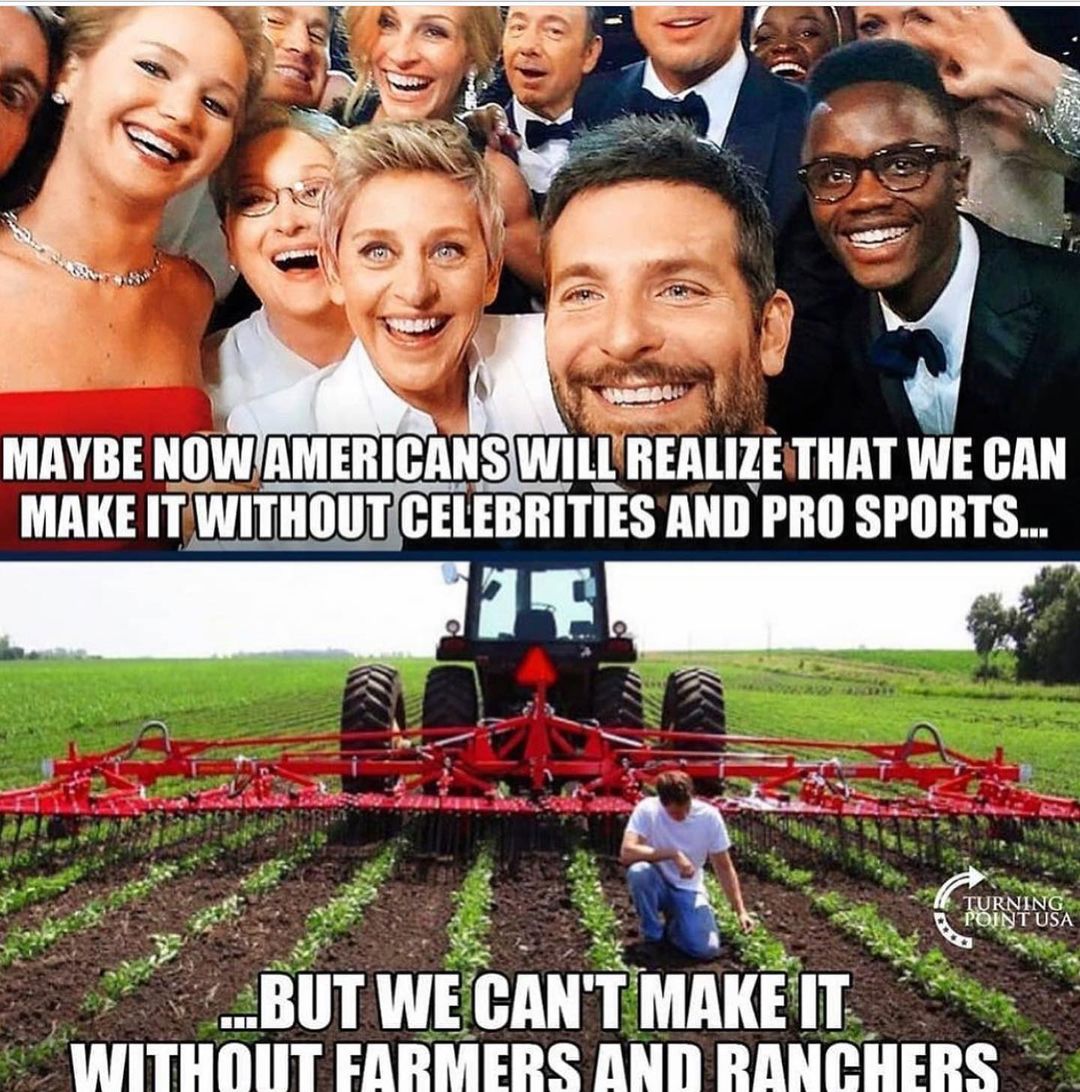 MAYBE NOW AMERICANS WILL REALIZE THAT WE CAN
MAKE IT WITHOUT CELEBRITIES AND PRO SPORTS...
TURNING
POINT USA
...BUT WE CAN'T MAKE IT
WITHOUT FARMERS AND RANCHERS